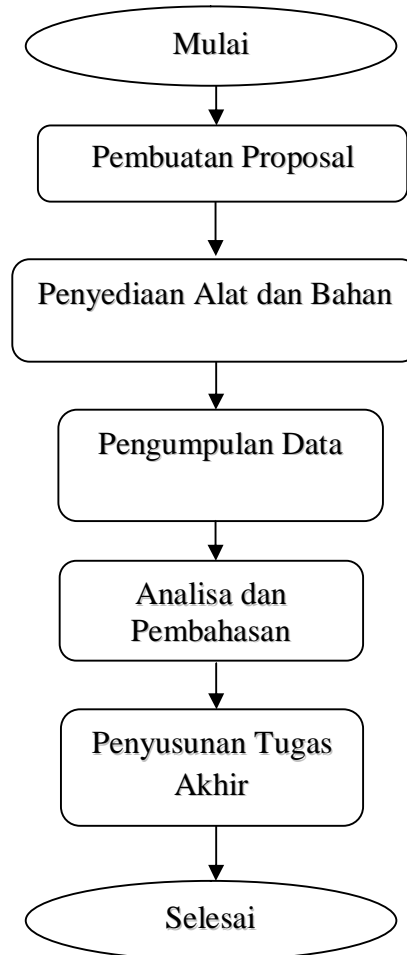 Mulai
Pembuatan Proposal
Penyediaan Alat dan Bahan
Pengumpulan Data
Analisa dan
Pembahasan
Penyusunan Tugas
Akhir
Selesai